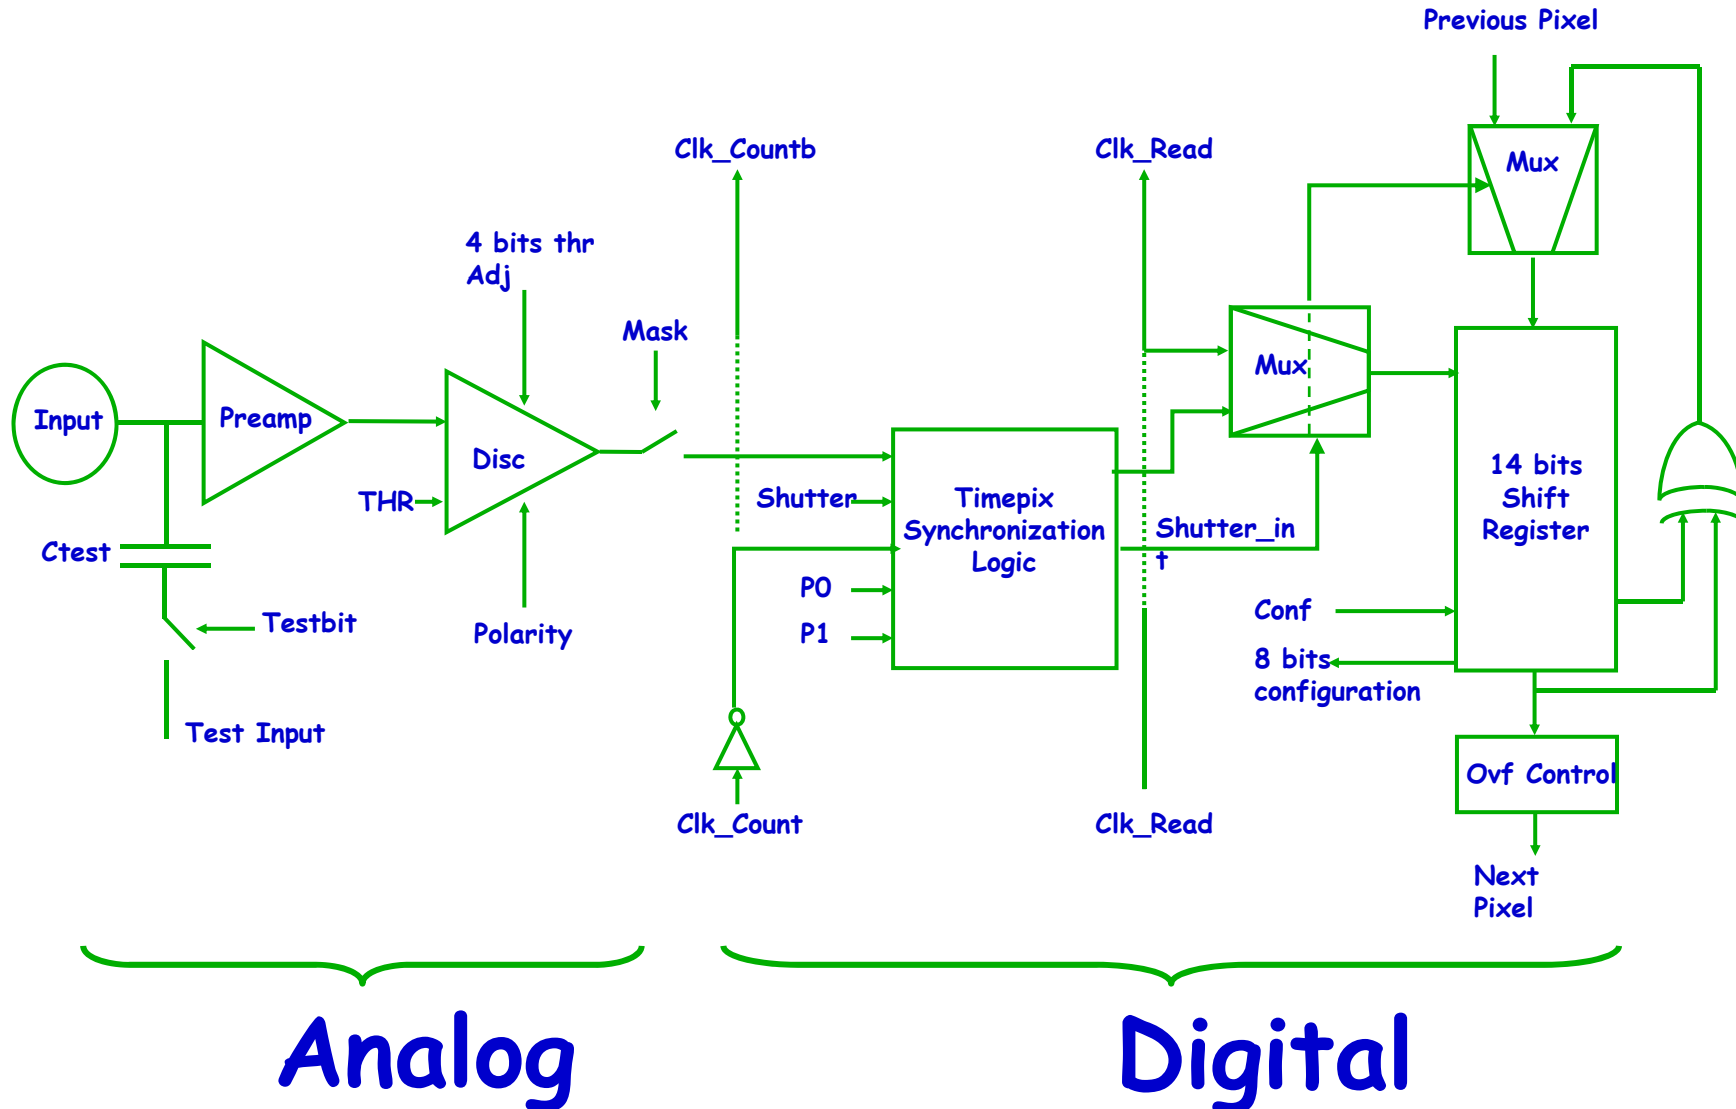 Previous Pixel
Clk_Countb
Clk_Read
Mux
4 bits thr
Adj
Mask
Mux
Input
Preamp
Disc
THR
Shutter
Timepix
Synchronization
Logic
Shutter_in
t
14 bits
Shift
Register
Ctest
P0
P1
Conf
Testbit
Polarity
8 bits
configuration
Test Input
Ovf Control
Clk_Count
Clk_Read
Next
Pixel
Analog
Digital